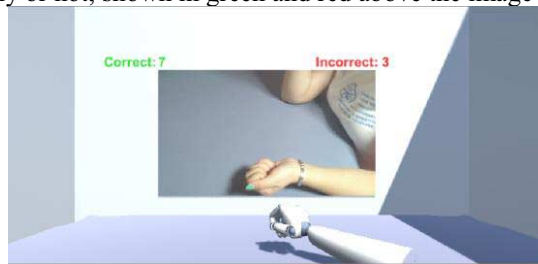 y or not, shown in green and red above the image
Correct: 7
Incorrect: 3